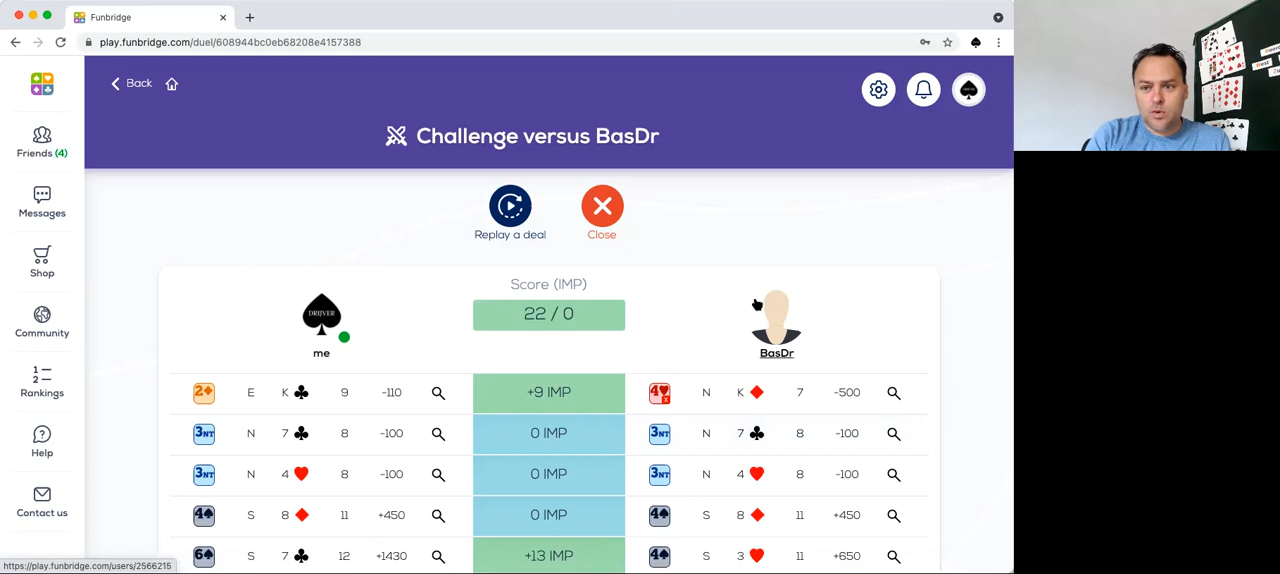 Funbridge
play.funbridge.com/duel/608944bc0eb68208e4157388
Back
Challenge versus BasDr
Friends (4)
Messages
Shop
Community
Rankings
Help
Contact us
Replay a deal
Close
Score (IMP)
22 / 0
DRIJVER
me
BasDr
2♦ E K ♣ 9 -110 +9 IMP 4♥ X N K ♦ 7 -500
3NT N 7 ♣ 8 -100 0 IMP 3NT N 7 ♣ 8 -100
3NT N 4 ♥ 8 -100 0 IMP 3NT N 4 ♥ 8 -100
4♠ S 8 ♦ 11 +450 0 IMP 4♠ S 8 ♦ 11 +450
6♠ S 7 ♣ 12 +1430 +13 IMP 4♠ S 3 ♥ 11 +650
https://play.funbridge.com/users/2566215
West